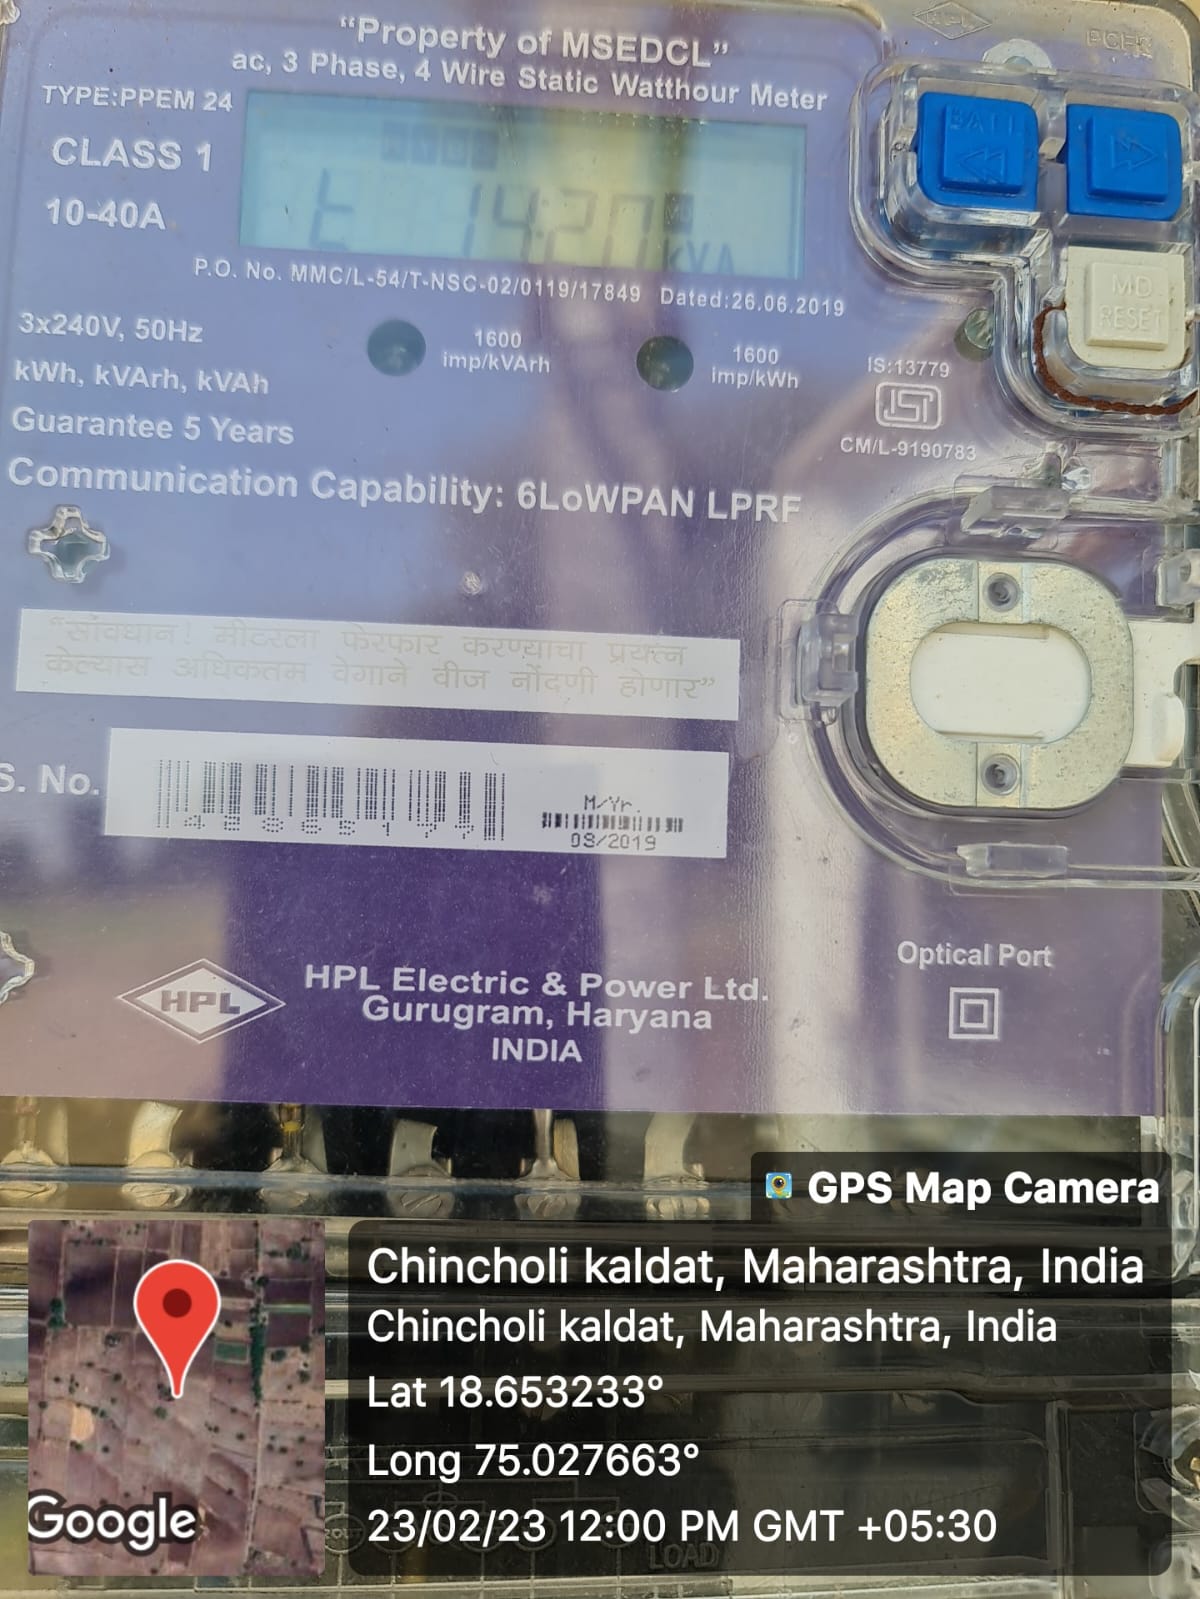 "Property of MSEDCL"
ac, 3 Phase, 4 Wire Static Watthour Meter
TYPE:PPEM 24
CLASS 1
10-40A
t 14:20 MD
kVA
BATT
MD
RESET
HPL
P.O. No. MMC/L-54/T-NSC-02/0119/17849 Dated:26.06.2019
3x240V, 50Hz
kWh, kVArh, kVAh
Guarantee 5 Years
1600
imp/kVArh
1600
imp/kWh
IS:13779
ISI
CM/L-9190783
Communication Capability: 6LoWPAN LPRF
"सावधान! मीटरला फेरफार करण्याचा प्रयत्न
केल्यास अधिकतम वेगाने वीज नोंदणी होणार"
S. No.
M/Yr.
/2019
HPL
HPL Electric & Power Ltd.
Gurugram, Haryana
INDIA
Optical Port
GPS Map Camera
Chincholi kaldat, Maharashtra, India
Chincholi kaldat, Maharashtra, India
Lat 18.653233°
Long 75.027663°
23/02/23 12:00 PM GMT +05:30
Google
LOAD